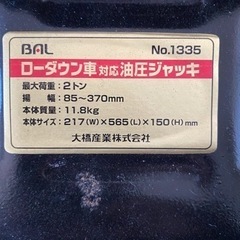 BAL No.1335
ローダウン車対応油圧ジャッキ
最大荷重：2トン
揚　幅：85～370mm
本体質量：11.8kg
本体サイズ：217(W)×565(L)×150(H)mm
大橋産業株式会社